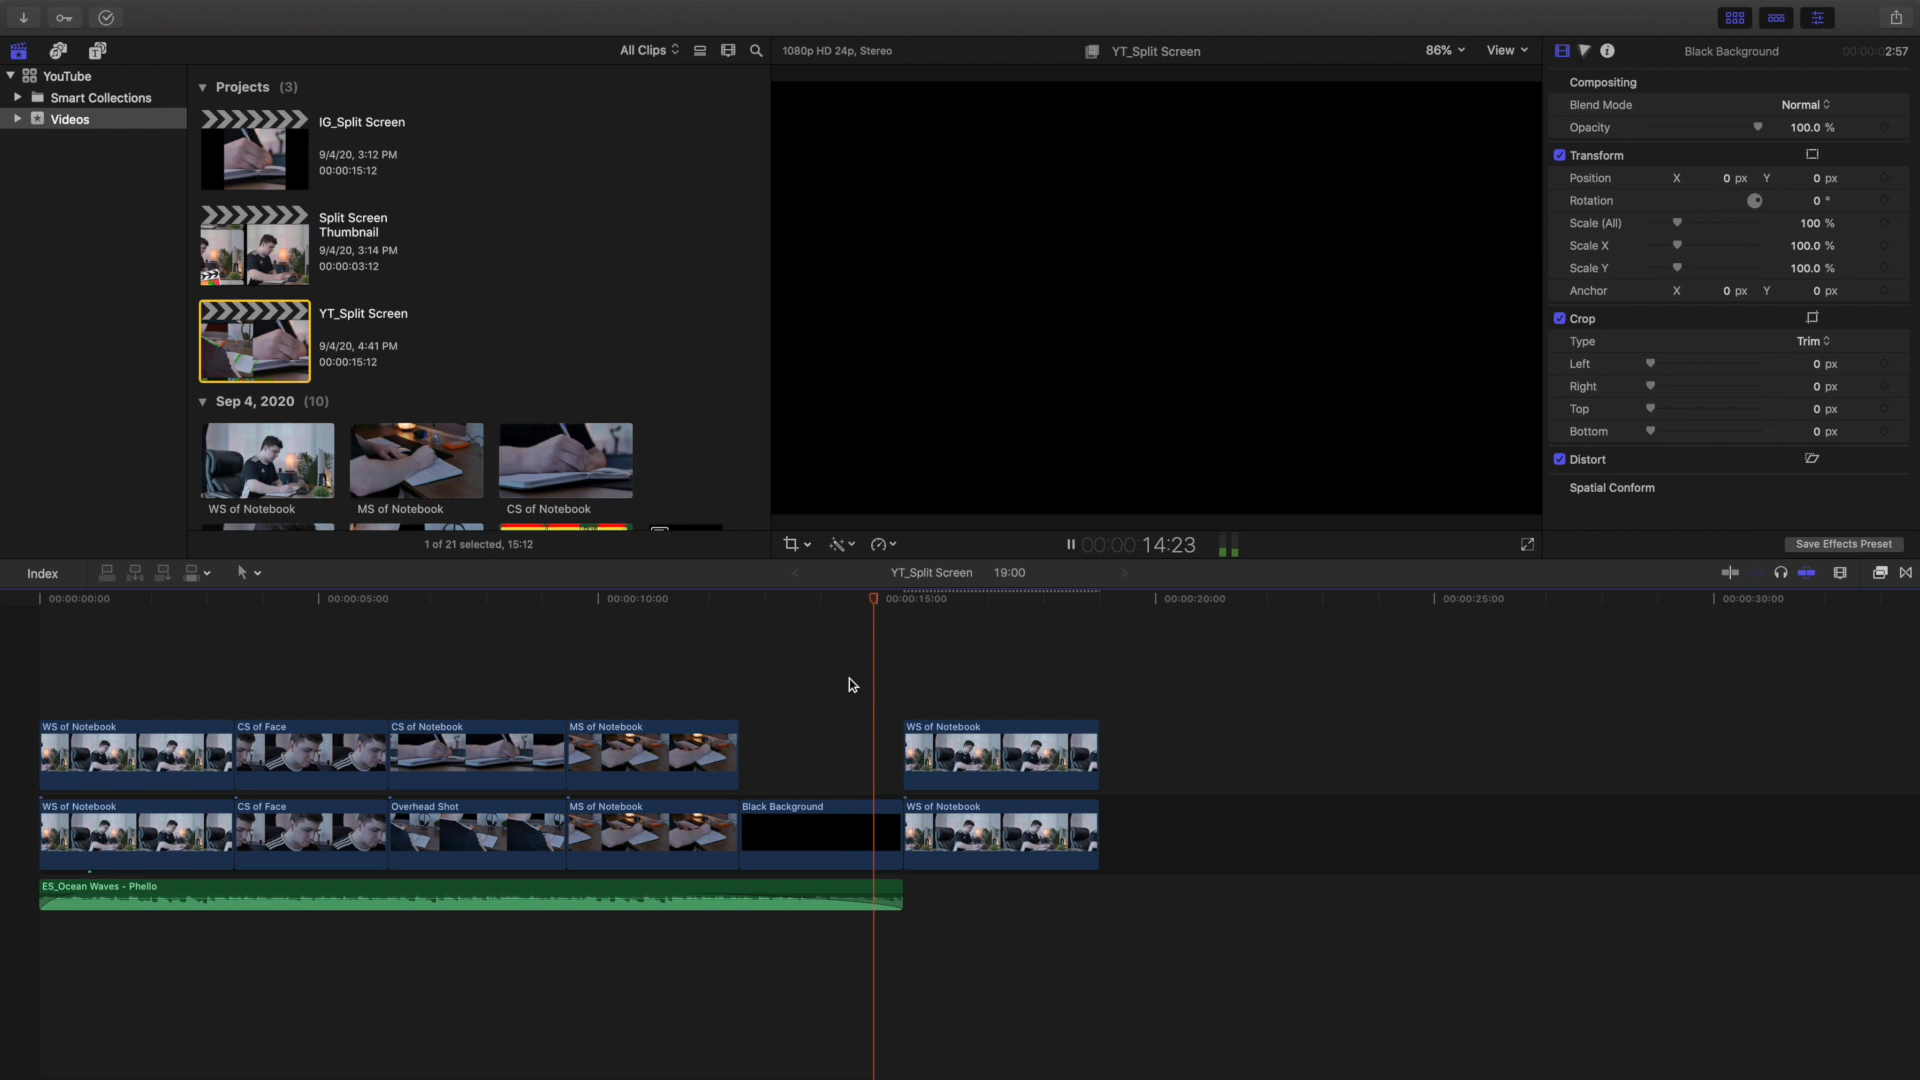 All Clips
1080p HD 24p, Stereo
YT_Split Screen
86%
View
Black Background
00:00:02:57
YouTube
Smart Collections
Videos
Projects (3)
IG_Split Screen
9/4/20, 3:12 PM
00:00:15:12
Split Screen
Thumbnail
9/4/20, 3:14 PM
00:00:03:12
YT_Split Screen
9/4/20, 4:41 PM
00:00:15:12
Sep 4, 2020 (10)
WS of Notebook
MS of Notebook
CS of Notebook
1 of 21 selected, 15:12
00:00:14:23
Compositing
Blend Mode Normal
Opacity 100.0 %
Transform
Position X 0 px Y 0 px
Rotation 0 °
Scale (All) 100 %
Scale X 100.0 %
Scale Y 100.0 %
Anchor X 0 px Y 0 px
Crop
Type Trim
Left 0 px
Right 0 px
Top 0 px
Bottom 0 px
Distort
Spatial Conform
Save Effects Preset
Index
YT_Split Screen 19:00
00:00:00:00
00:00:05:00
00:00:10:00
00:00:15:00
00:00:20:00
00:00:25:00
00:00:30:00
WS of Notebook
CS of Face
CS of Notebook
MS of Notebook
WS of Notebook
WS of Notebook
CS of Face
Overhead Shot
MS of Notebook
Black Background
WS of Notebook
ES_Ocean Waves - Phello